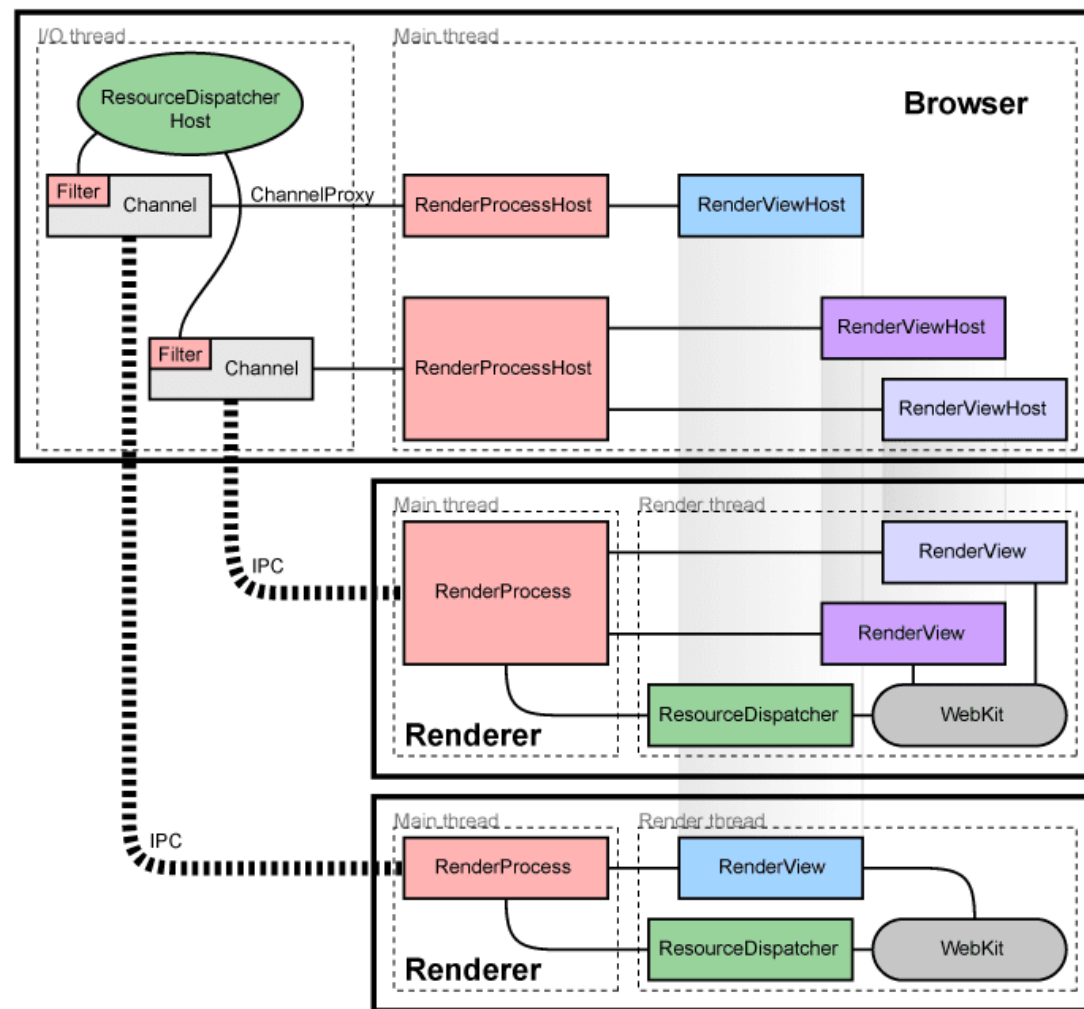 I/O thread
Main thread
ResourceDispatcher
Host
Browser
Filter
Channel
ChannelProxy
RenderProcessHost
RenderViewHost
RenderViewHost
Filter
Channel
RenderProcessHost
RenderViewHost
Main thread
Render thread
RenderView
IPC
RenderProcess
RenderView
ResourceDispatcher
WebKit
Renderer
Main thread
Render thread
IPC
RenderProcess
RenderView
ResourceDispatcher
WebKit
Renderer